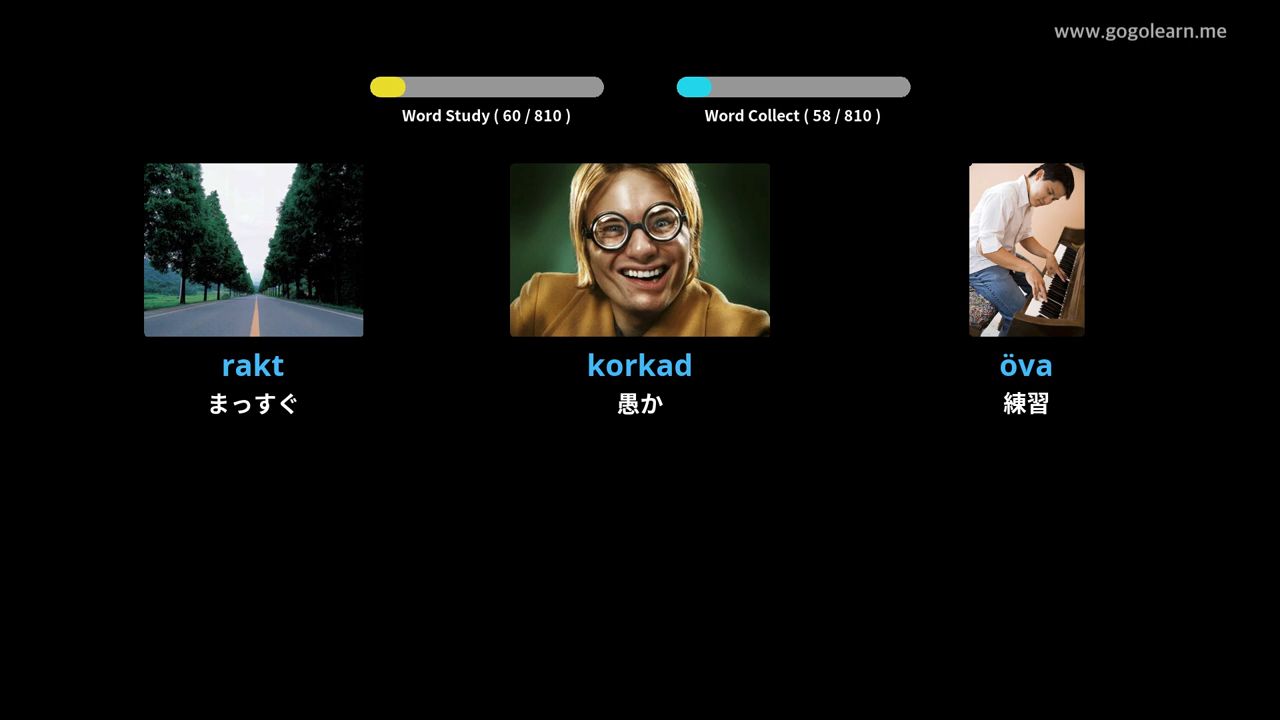 www.gogolearn.me
Word Study ( 60 / 810 )
Word Collect ( 58 / 810 )
rakt
まっすぐ
korkad
愚か
öva
練習